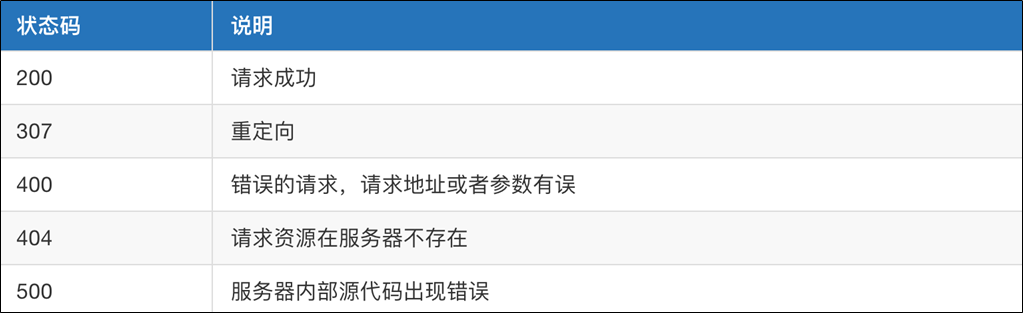 状态码 说明
200 请求成功
307 重定向
400 错误的请求，请求地址或者参数有误
404 请求资源在服务器不存在
500 服务器内部源代码出现错误